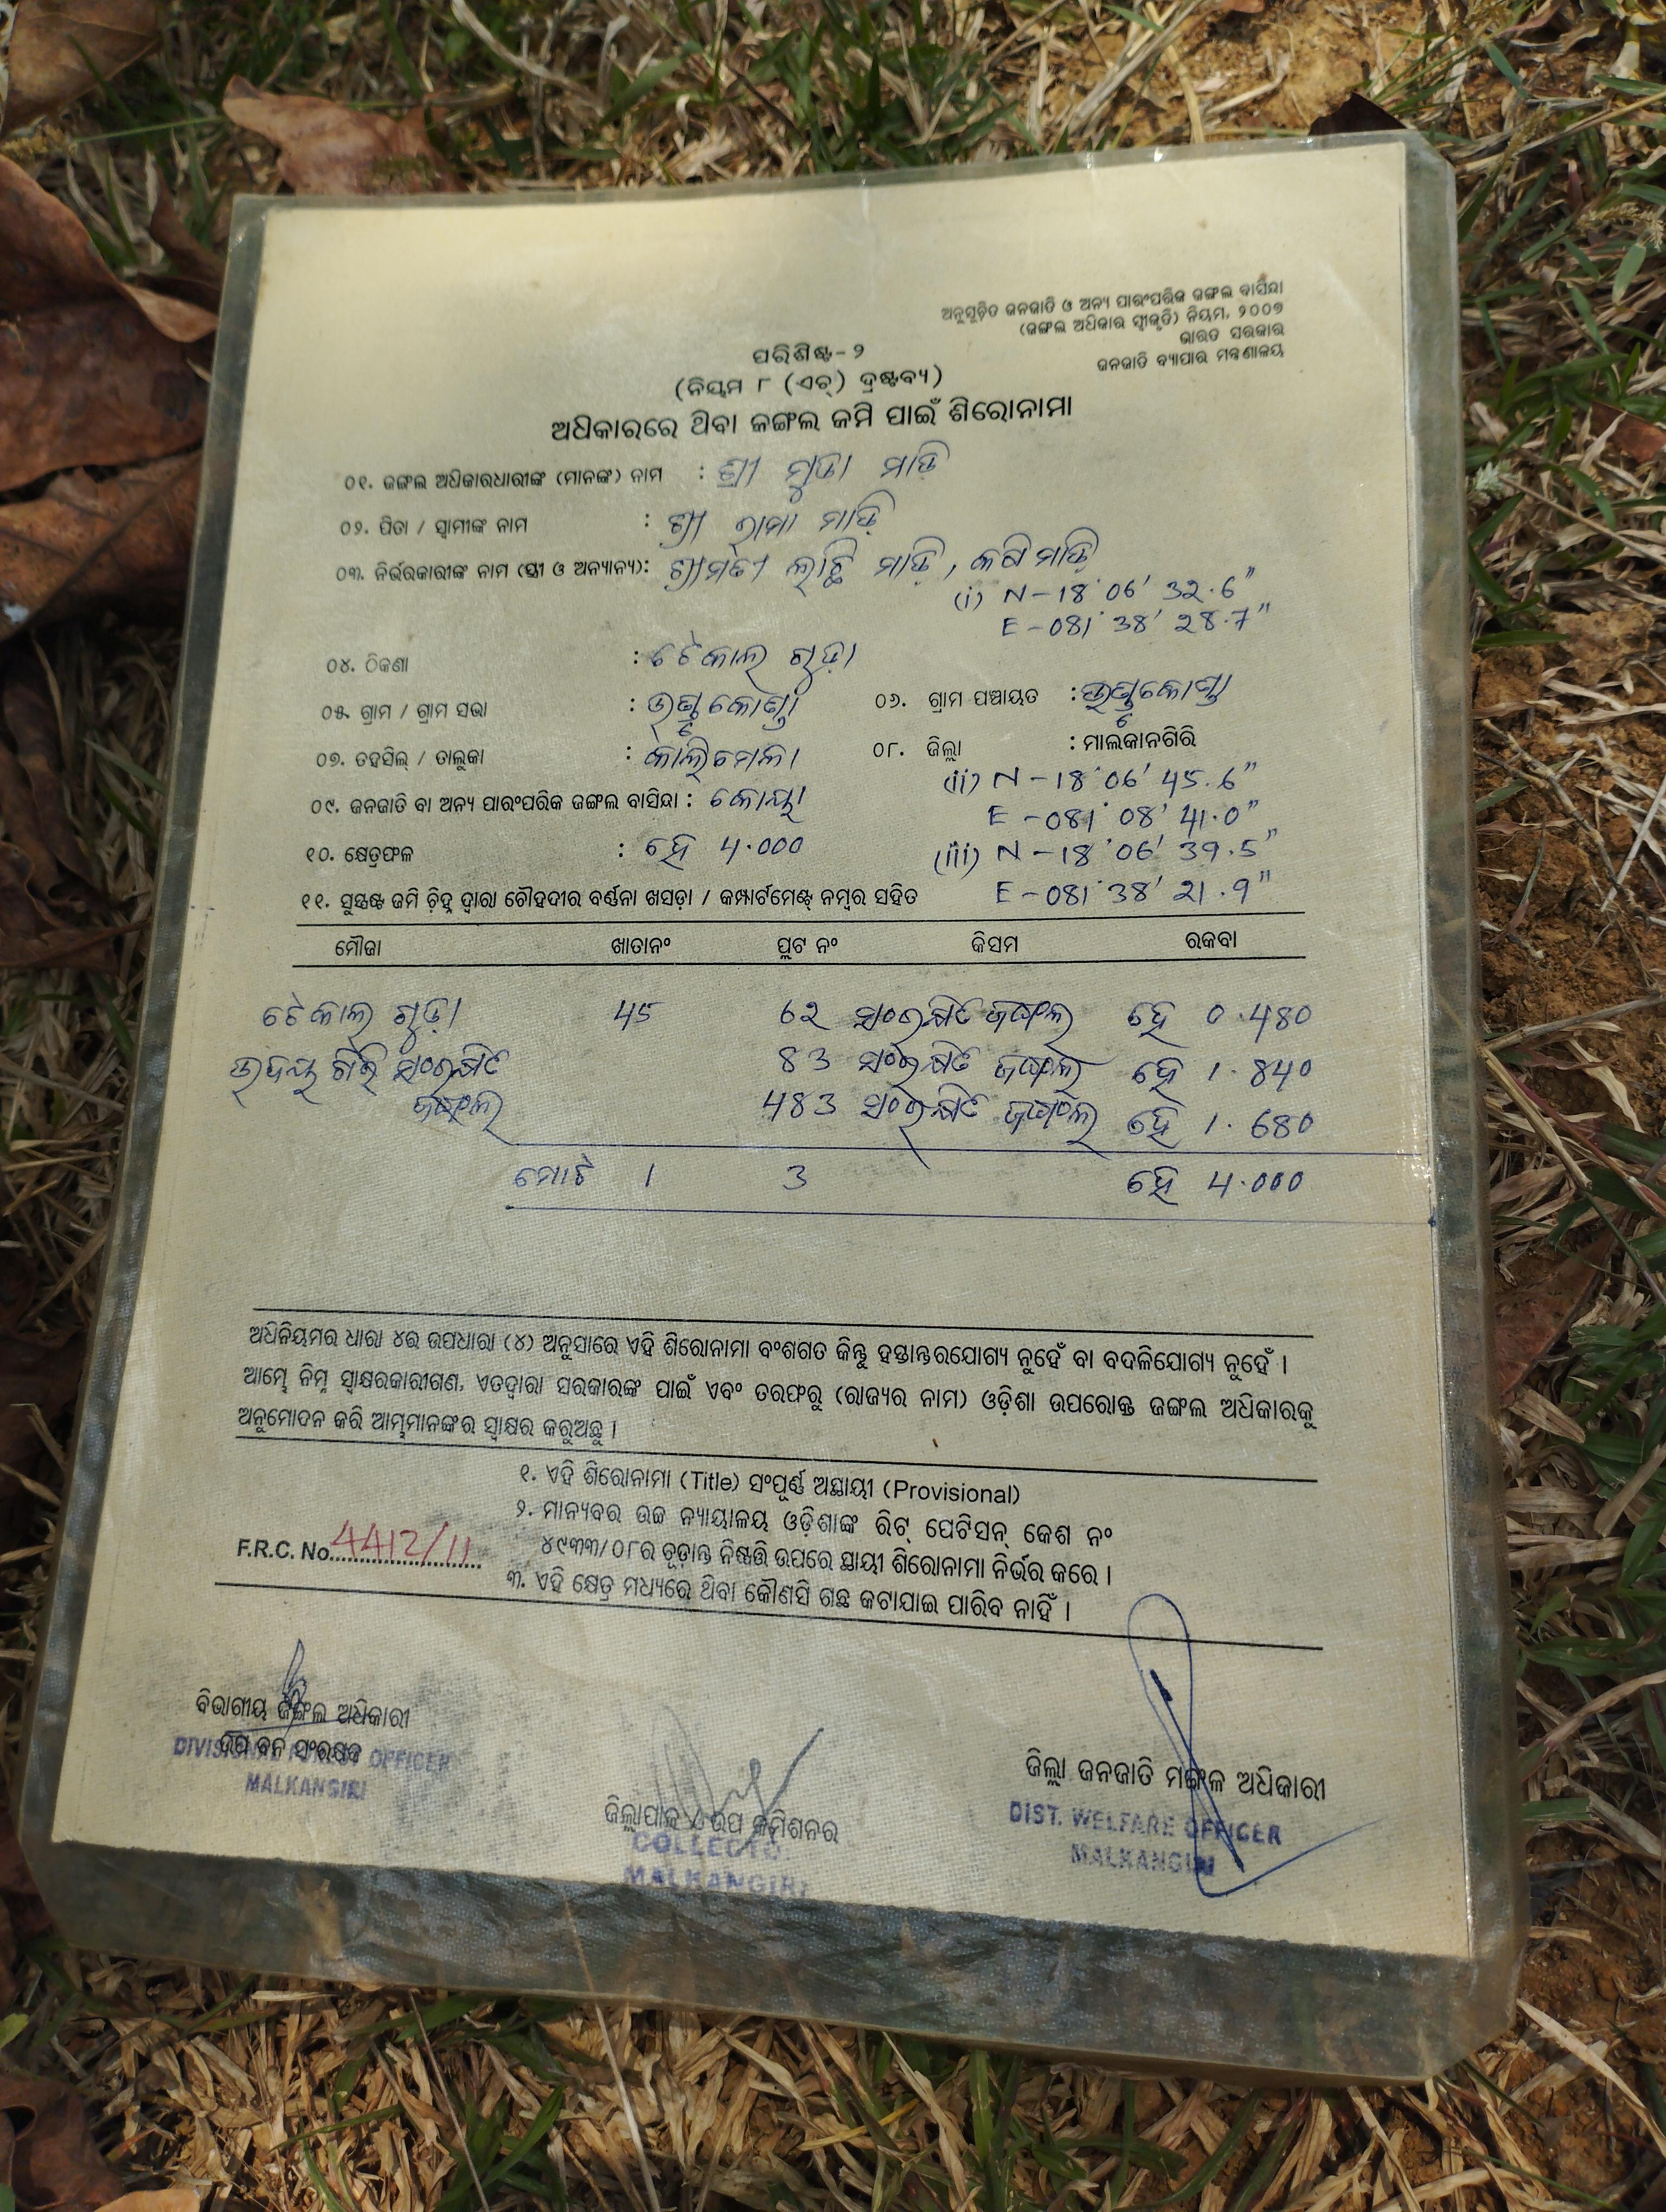 ଅନୁସୂଚିତ ଜନଜାତି ଓ ଅନ୍ୟ ପାରଂପରିକ ଜଙ୍ଗଲ ବାସିନ୍ଦା
(ଜଙ୍ଗଲ ଅଧିକାର ସ୍ୱୀକୃତି) ନିୟମ, ୨୦୦୭
ଭାରତ ସରକାର
ଜନଜାତି ବ୍ୟାପାର ମନ୍ତ୍ରଣାଳୟ
ପରିଶିଷ୍ଟ-୨
(ନିୟମ ୮ (ଏଚ୍) ଦ୍ରଷ୍ଟବ୍ୟ)
ଅଧିକାରରେ ଥିବା ଜଙ୍ଗଲ ଜମି ପାଇଁ ଶିରୋନାମା
୦୧. ଜଙ୍ଗଲ ଅଧିକାରଧାରୀଙ୍କ (ମାନଙ୍କ) ନାମ : ଶ୍ରୀ ମୁଡା ମାଡ଼ି
୦୨. ପିତା / ସ୍ୱାମୀଙ୍କ ନାମ : ଶ୍ରୀ ରାମା ମାଡ଼ି
୦୩. ନିର୍ଭରକାରୀଙ୍କ ନାମ (ସ୍ତ୍ରୀ ଓ ଅନ୍ୟାନ୍ୟ): ଶ୍ରୀମତୀ ଲାଚ୍ଛି ମାଡ଼ି, କଗି ମାଡ଼ି
(i) N-18°06' 32.6"
E-081°38' 28.7"
୦୪. ଠିକଣା : ଟେକାଲ ଗୁଡ଼ା
୦୫. ଗ୍ରାମ / ଗ୍ରାମ ସଭା : ୦୬. ଗ୍ରାମ ପଞ୍ଚାୟତ :
୦୭. ତହସିଲ୍ / ତାଲୁକା : କାଲିମେଳା ୦୮. ଜିଲ୍ଲା : ମାଲକାନଗିରି
(ii) N-18°06' 45.6"
୦୯. ଜନଜାତି ବା ଅନ୍ୟ ପାରଂପରିକ ଜଙ୍ଗଲ ବାସିନ୍ଦା : କୋୟା
E-081°08' 41.0"
୧୦. କ୍ଷେତ୍ରଫଳ : ହେ 4.000 (iii) N-18°06' 39.5"
୧୧. ସୁସ୍ପଷ୍ଟ ଜମି ଚିହ୍ନ ଦ୍ୱାରା ଚୌହଦୀର ବର୍ଣ୍ଣନା ଖସଡ଼ା / କମ୍ପାର୍ଟମେଣ୍ଟ୍ ନମ୍ବର ସହିତ E-081°38' 21.9"
ମୌଜା ଖାତାନଂ ପ୍ଲଟ ନଂ କିସମ ରକବା
ଟେକାଲ ଗୁଡ଼ା 45 62 ସଂରକ୍ଷିତ ଜଙ୍ଗଲ ହେ 0.480
ଉଦୟ ଗିରି ସଂରକ୍ଷିତ 83 ସଂରକ୍ଷିତ ଜଙ୍ଗଲ ହେ 1.840
ଜଙ୍ଗଲ 483 ସଂରକ୍ଷିତ ଜଙ୍ଗଲ ହେ 1.680
ମୋଟ 1 3 ହେ 4.000
ଅଧିନିୟମର ଧାରା ୪ର ଉପଧାରା (୪) ଅନୁସାରେ ଏହି ଶିରୋନାମା ବଂଶଗତ କିନ୍ତୁ ହସ୍ତାନ୍ତରଯୋଗ୍ୟ ନୁହେଁ ବା ବଦଳିଯୋଗ୍ୟ ନୁହେଁ ।
ଆମ୍ଭେ ନିମ୍ନ ସ୍ୱାକ୍ଷରକାରୀଗଣ, ଏତଦ୍ୱାରା ସରକାରଙ୍କ ପାଇଁ ଏବଂ ତରଫରୁ (ରାଜ୍ୟର ନାମ) ଓଡ଼ିଶା ଉପରୋକ୍ତ ଜଙ୍ଗଲ ଅଧିକାରକୁ
ଅନୁମୋଦନ କରି ଆମ୍ଭମାନଙ୍କର ସ୍ୱାକ୍ଷର କରୁଅଛୁ ।
୧. ଏହି ଶିରୋନାମା (Title) ସଂପୂର୍ଣ୍ଣ ଅସ୍ଥାୟୀ (Provisional)
୨. ମାନ୍ୟବର ଉଚ୍ଚ ନ୍ୟାୟାଳୟ ଓଡ଼ିଶାଙ୍କ ରିଟ୍ ପେଟିସନ୍ କେଶ ନଂ
୪୯୩୩/୦୮ର ଚୂଡ଼ାନ୍ତ ନିଷ୍ପତ୍ତି ଉପରେ ସ୍ଥାୟୀ ଶିରୋନାମା ନିର୍ଭର କରେ ।
F.R.C. No. 4412/11
୩. ଏହି କ୍ଷେତ୍ର ମଧ୍ୟରେ ଥିବା କୌଣସି ଗଛ କଟାଯାଇ ପାରିବ ନାହିଁ ।
ବିଭାଗୀୟ ଜଙ୍ଗଲ ଅଧିକାରୀ
ଉପ ବନ ସଂରକ୍ଷକ
DIVISIONAL FOREST OFFICER
MALKANGIRI
ଜିଲ୍ଲାପାଳ ଓ ଉପ କମିଶନର
COLLECTOR
MALKANGIRI
ଜିଲ୍ଲା ଜନଜାତି ମଙ୍ଗଳ ଅଧିକାରୀ
DIST. WELFARE OFFICER
MALKANGIRI